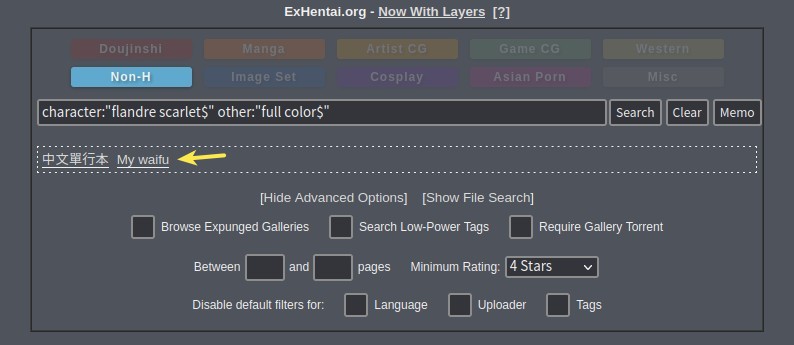 ExHentai.org - Now With Layers [?]
Doujinshi Manga Artist CG Game CG Western
Non-H Image Set Cosplay Asian Porn Misc
character:"flandre scarlet$" other:"full color$" Search Clear Memo
中文單行本 My waifu
[Hide Advanced Options] [Show File Search]
Browse Expunged Galleries Search Low-Power Tags Require Gallery Torrent
Between and pages Minimum Rating: 4 Stars
Disable default filters for: Language Uploader Tags